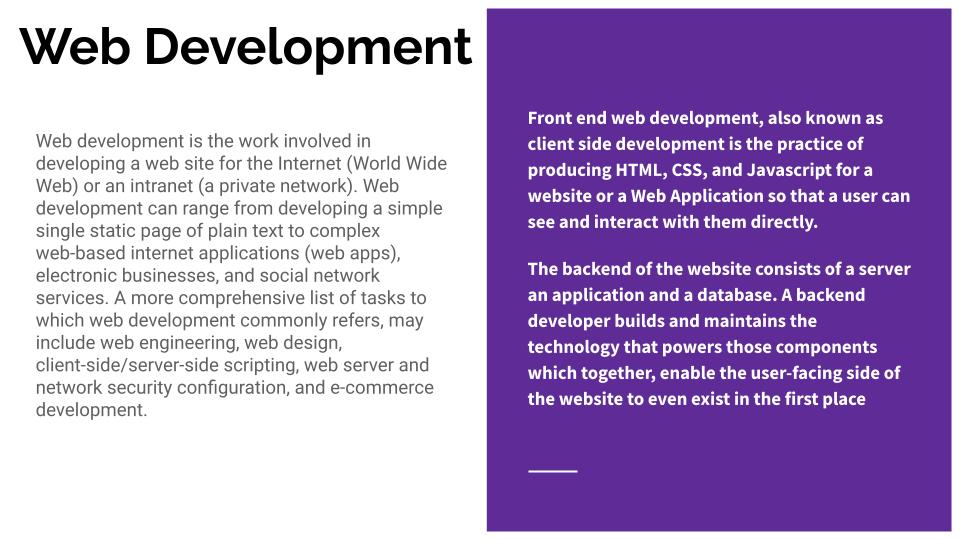 Web Development
Web development is the work involved in
developing a web site for the Internet (World Wide
Web) or an intranet (a private network). Web
development can range from developing a simple
single static page of plain text to complex
web-based internet applications (web apps),
electronic businesses, and social network
services. A more comprehensive list of tasks to
which web development commonly refers, may
include web engineering, web design,
client-side/server-side scripting, web server and
network security configuration, and e-commerce
development.
Front end web development, also known as
client side development is the practice of
producing HTML, CSS, and Javascript for a
website or a Web Application so that a user can
see and interact with them directly.
The backend of the website consists of a server
an application and a database. A backend
developer builds and maintains the
technology that powers those components
which together, enable the user-facing side of
the website to even exist in the first place